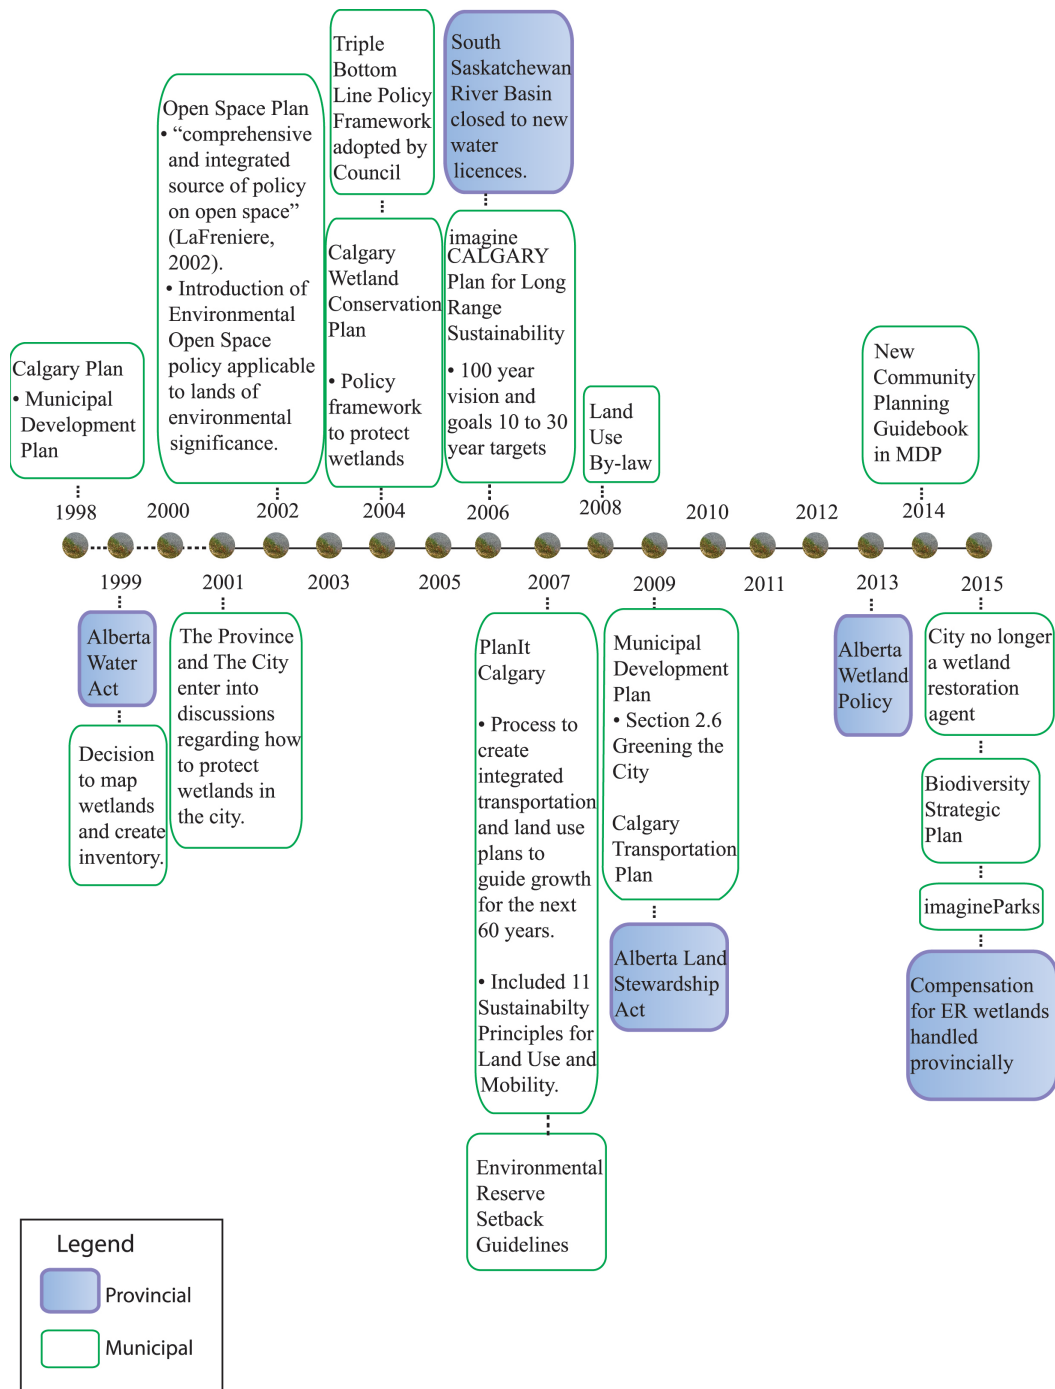 Triple
Bottom
Line Policy
Framework
adopted by
Council
South
Saskatchewan
River Basin
closed to new
water
licences.
Open Space Plan
• “comprehensive
and integrated
source of policy
on open space”
(LaFreniere,
2002).
• Introduction of
Environmental
Open Space
policy applicable
to lands of
environmental
significance.
Calgary
Wetland
Conservation
Plan
• Policy
framework
to protect
wetlands
imagine
CALGARY
Plan for Long
Range
Sustainability
• 100 year
vision and
goals 10 to 30
year targets
Calgary Plan
• Municipal
Development
Plan
Land
Use
By-law
New
Community
Planning
Guidebook
in MDP
1998
2000
2002
2004
2006
2008
2010
2012
2014
1999
2001
2003
2005
2007
2009
2011
2013
2015
Alberta
Water
Act
Decision
to map
wetlands
and create
inventory.
The Province
and The City
enter into
discussions
regarding how
to protect
wetlands in
the city.
PlanIt
Calgary
• Process to
create
integrated
transportation
and land use
plans to
guide growth
for the next
60 years.
• Included 11
Sustainabilty
Principles for
Land Use and
Mobility.
Environmental
Reserve
Setback
Guidelines
Municipal
Development
Plan
• Section 2.6
Greening the
City
Calgary
Transportation
Plan
Alberta Land
Stewardship
Act
Alberta
Wetland
Policy
City no longer
a wetland
restoration
agent
Biodiversity
Strategic
Plan
imagineParks
Compensation
for ER wetlands
handled
provincially
Legend
Provincial
Municipal